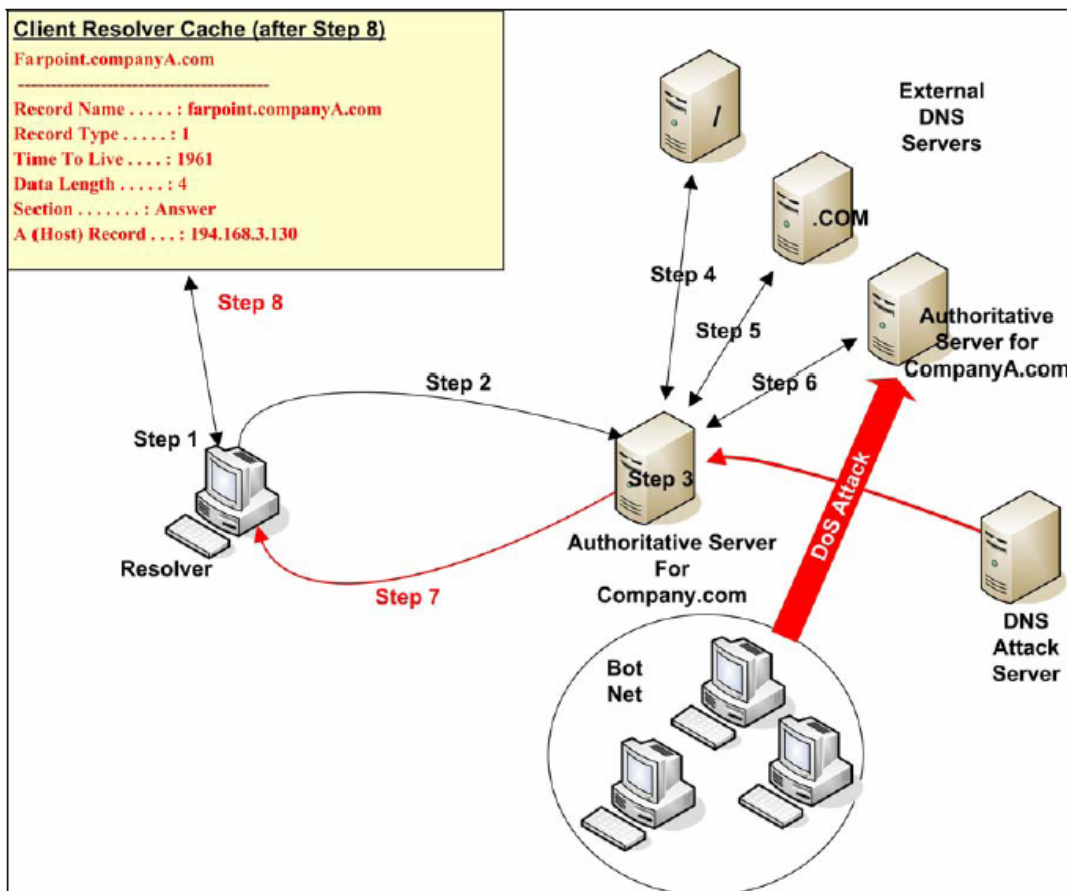 Client Resolver Cache (after Step 8)
Farpoint.companyA.com
----------------------------------------
Record Name . . . . . : farpoint.companyA.com
Record Type . . . . . : 1
Time To Live . . . . : 1961
Data Length . . . . . : 4
Section . . . . . . . : Answer
A (Host) Record . . . : 194.168.3.130
External
DNS
Servers
/
.COM
Step 4
Step 8
Step 5
Authoritative
Server for
CompanyA.com
Step 2
Step 6
Step 1
Step 3
DoS Attack
Resolver
Authoritative Server
For
Company.com
Step 7
DNS
Attack
Server
Bot
Net